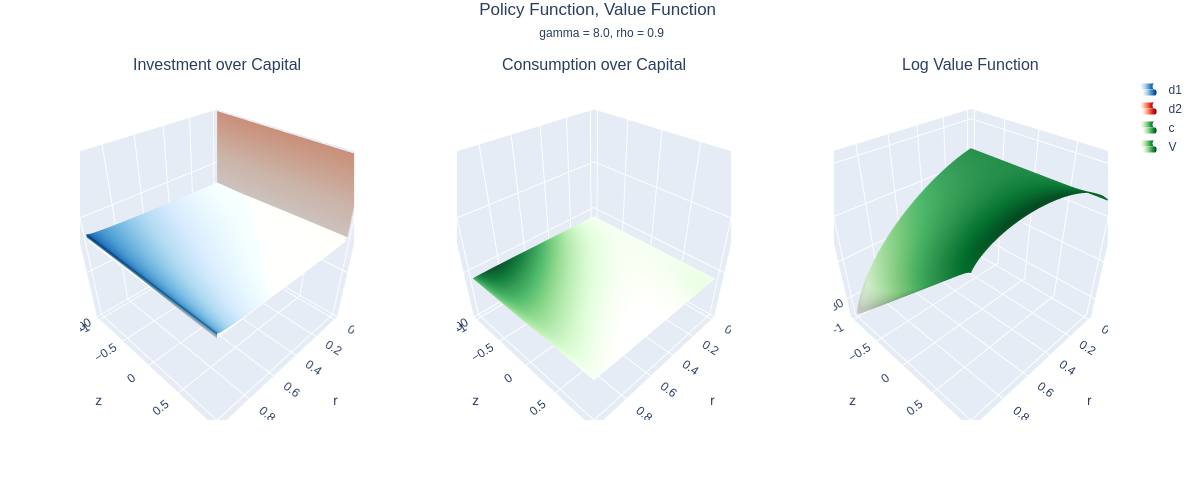 Policy Function, Value Function
gamma = 8.0, rho = 0.9
Investment over Capital
Consumption over Capital
Log Value Function
d1
d2
c
V
−0.5
0
0.5
z
0
0.2
0.4
0.6
0.8
r
−0.5
0
0.5
z
0
0.2
0.4
0.6
0.8
r
−1
−0.5
0
0.5
z
0
0.2
0.4
0.6
0.8
r